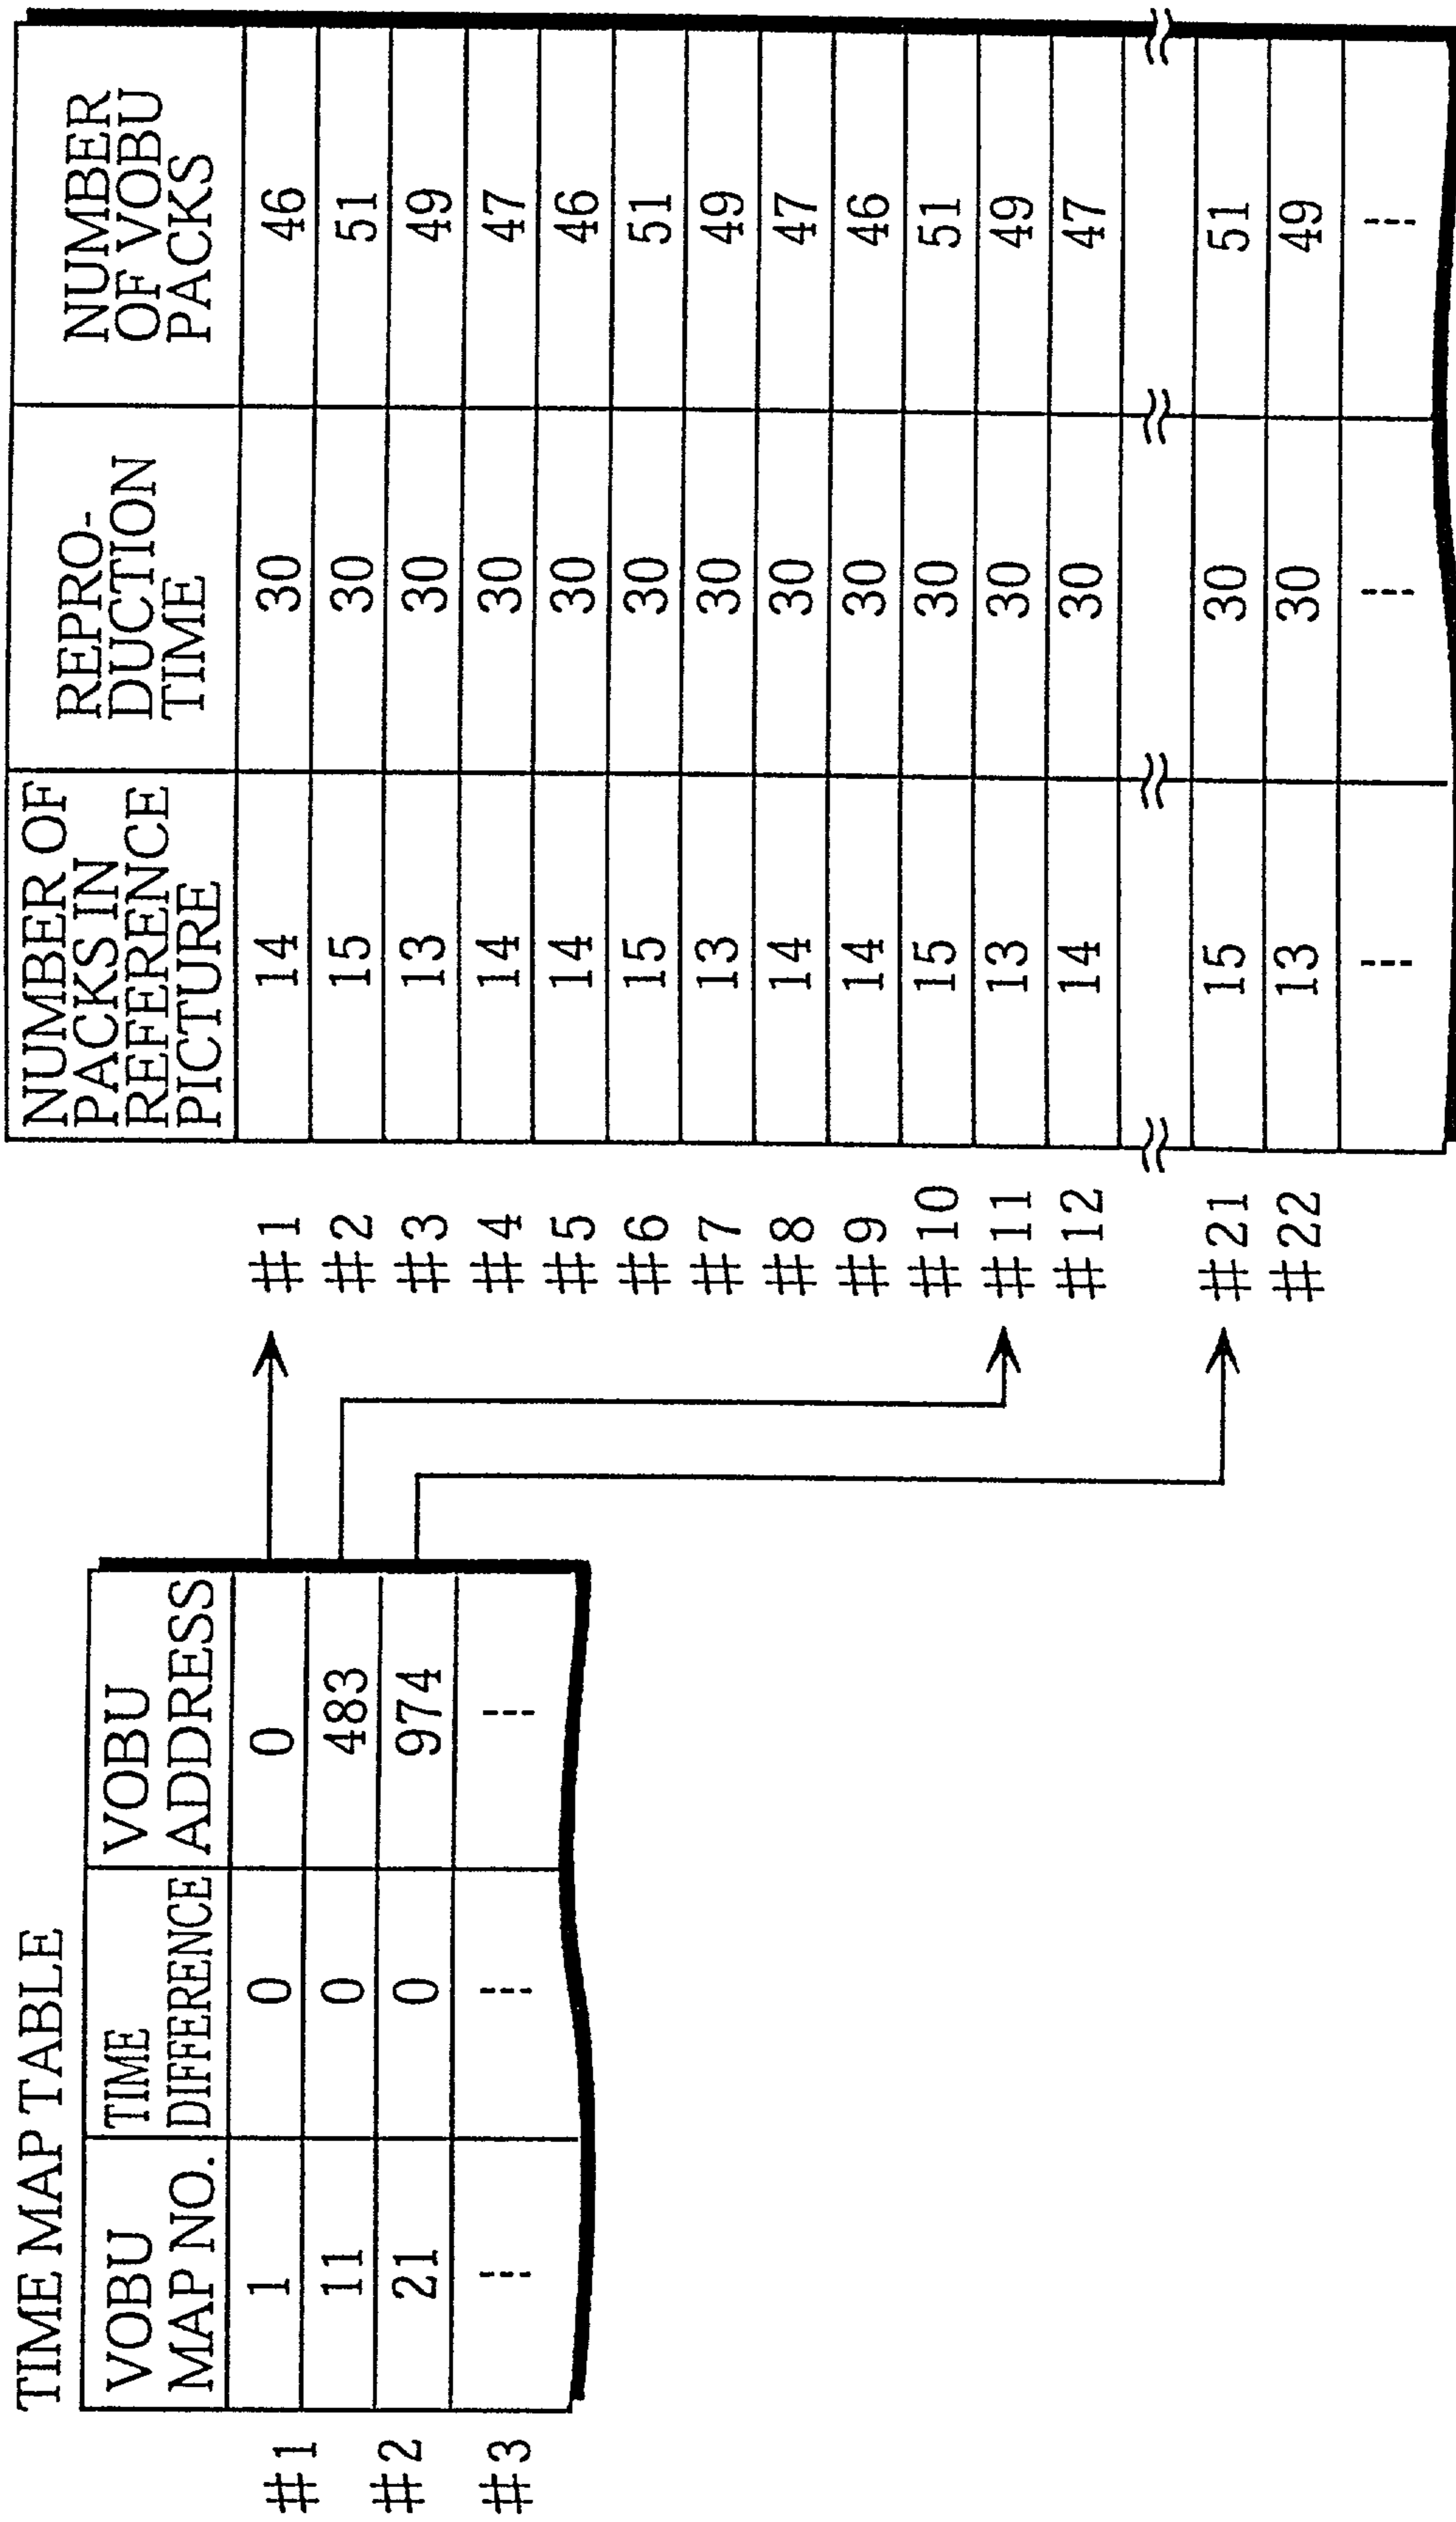 TIME MAP TABLE
VOBU MAP NO. TIME DIFFERENCE VOBU ADDRESS
#1 1 0 0
#2 11 0 483
#3 21 0 974
--- --- ---
NUMBER OF PACKS IN REFERENCE PICTURE REPRO- DUCTION TIME NUMBER OF VOBU PACKS
#1 14 30 46
#2 15 30 51
#3 13 30 49
#4 14 30 47
#5 14 30 46
#6 15 30 51
#7 13 30 49
#8 14 30 47
#9 14 30 46
#10 15 30 51
#11 13 30 49
#12 14 30 47
#21 15 30 51
#22 13 30 49
--- --- ---